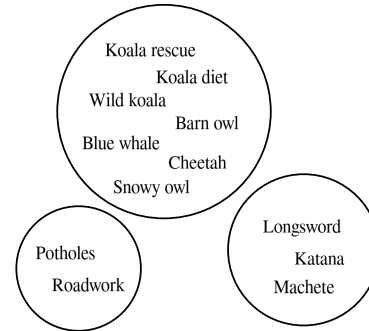 Koala rescue
Koala diet
Wild koala
Barn owl
Blue whale
Cheetah
Snowy owl
Potholes
Roadwork
Longsword
Katana
Machete